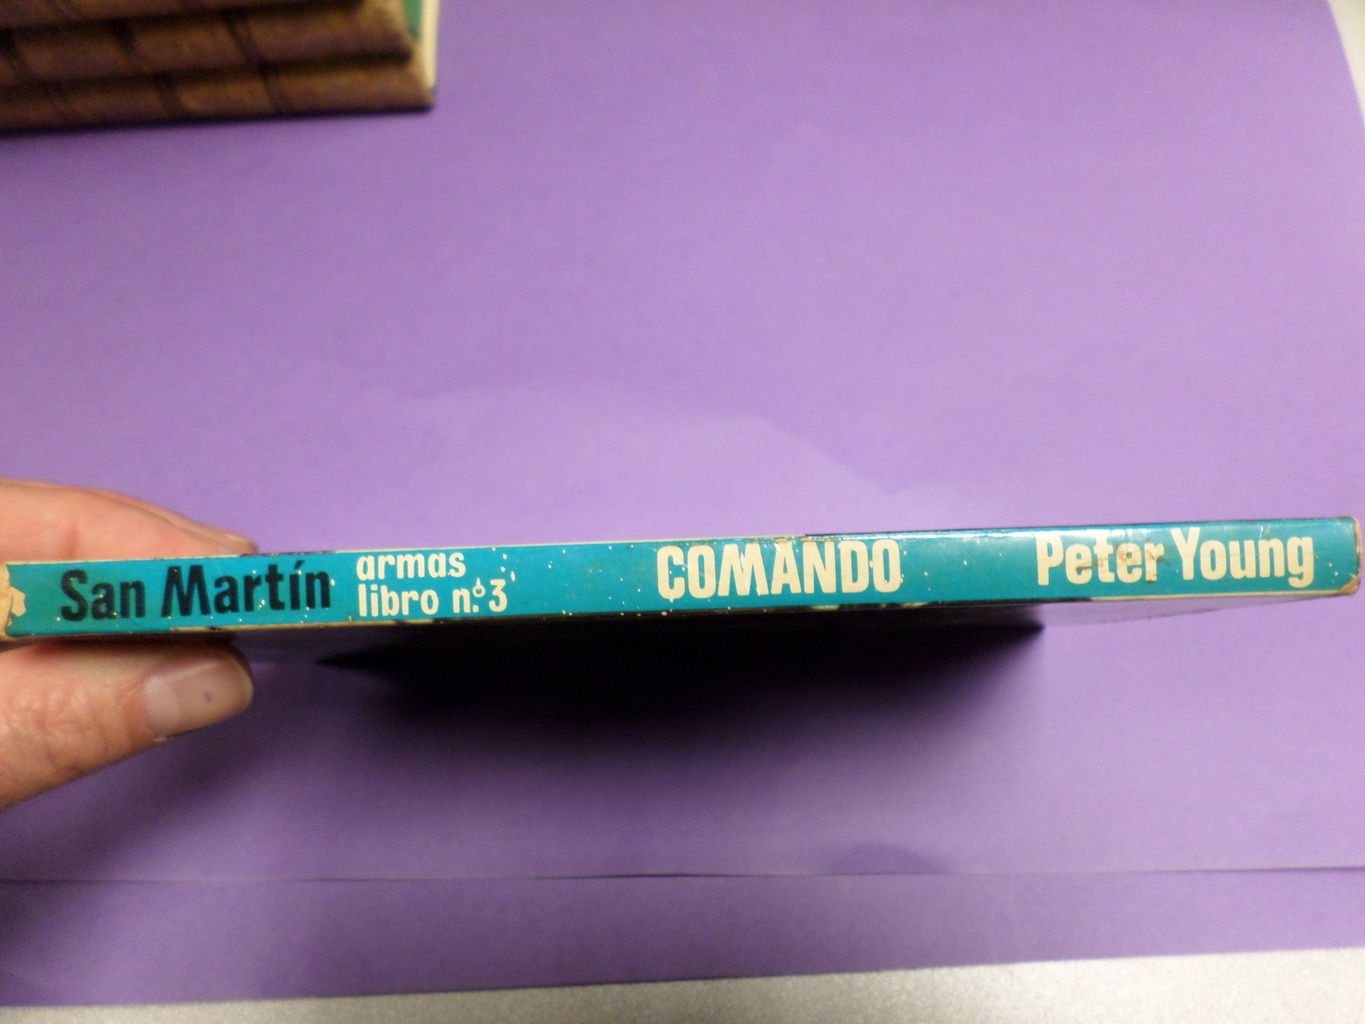 San Martín
armas
libro n.º 3
COMANDO
Peter Young